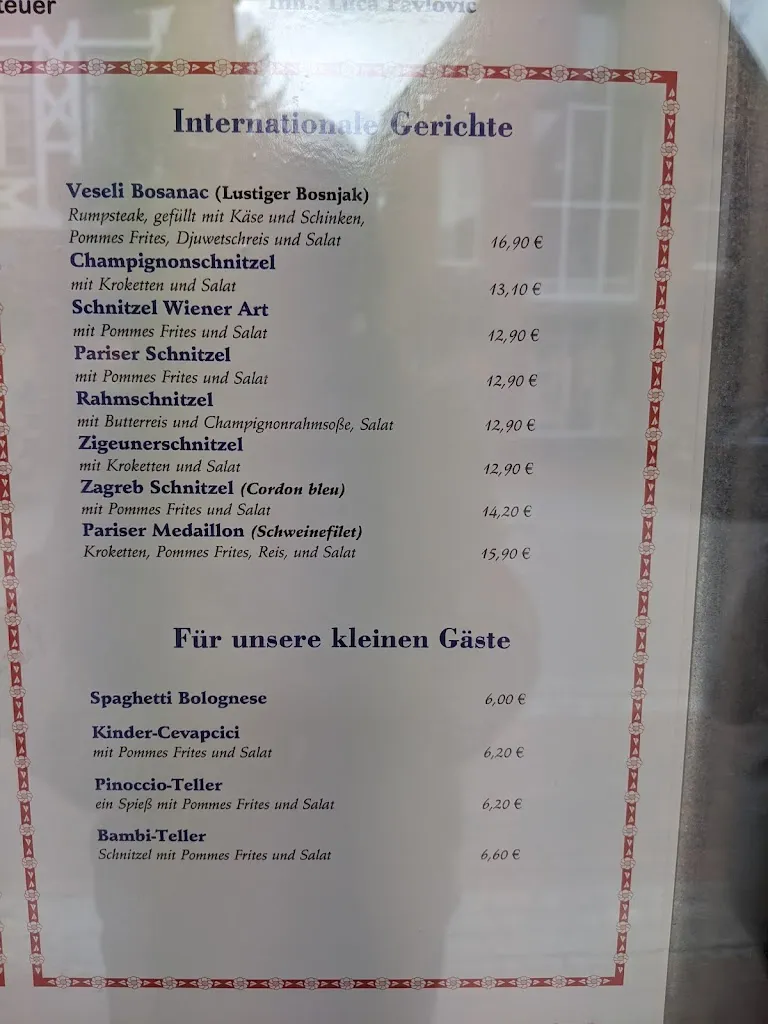 teuer
Inh.: Luca Pavlovic
Internationale Gerichte
Veseli Bosanac (Lustiger Bosnjak)
Rumpsteak, gefüllt mit Käse und Schinken,
Pommes Frites, Djuwetschreis und Salat 16,90 €
Champignonschnitzel
mit Kroketten und Salat 13,10 €
Schnitzel Wiener Art
mit Pommes Frites und Salat 12,90 €
Pariser Schnitzel
mit Pommes Frites und Salat 12,90 €
Rahmschnitzel
mit Butterreis und Champignonrahmsoße, Salat 12,90 €
Zigeunerschnitzel
mit Kroketten und Salat 12,90 €
Zagreb Schnitzel (Cordon bleu)
mit Pommes Frites und Salat 14,20 €
Pariser Medaillon (Schweinefilet)
Kroketten, Pommes Frites, Reis, und Salat 15,90 €
Für unsere kleinen Gäste
Spaghetti Bolognese 6,00 €
Kinder-Cevapcici
mit Pommes Frites und Salat 6,20 €
Pinoccio-Teller
ein Spieß mit Pommes Frites und Salat 6,20 €
Bambi-Teller
Schnitzel mit Pommes Frites und Salat 6,60 €